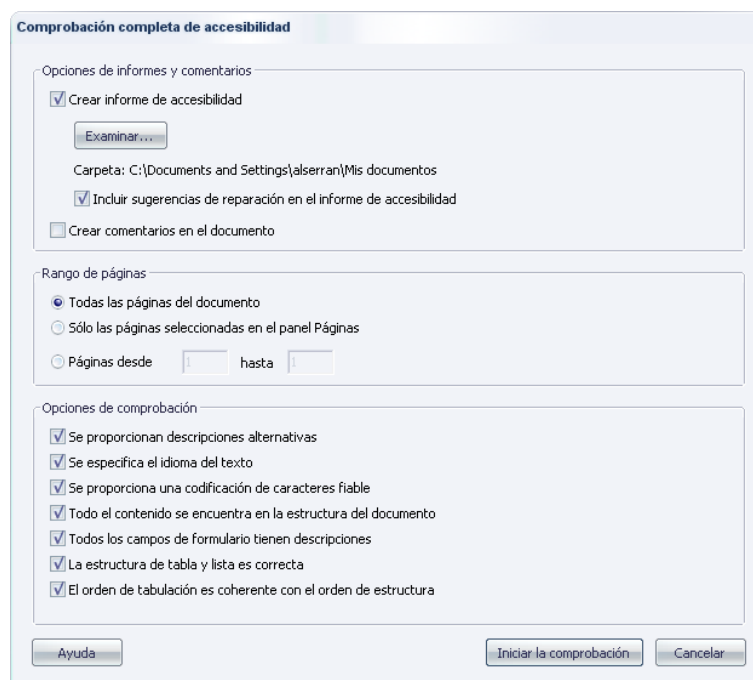 Comprobación completa de accesibilidad
Opciones de informes y comentarios
Crear informe de accesibilidad
Examinar...
Carpeta: C:\Documents and Settings\alserran\Mis documentos
Incluir sugerencias de reparación en el informe de accesibilidad
Crear comentarios en el documento
Rango de páginas
Todas las páginas del documento
Sólo las páginas seleccionadas en el panel Páginas
Páginas desde 1 hasta 1
Opciones de comprobación
Se proporcionan descripciones alternativas
Se especifica el idioma del texto
Se proporciona una codificación de caracteres fiable
Todo el contenido se encuentra en la estructura del documento
Todos los campos de formulario tienen descripciones
La estructura de tabla y lista es correcta
El orden de tabulación es coherente con el orden de estructura
Ayuda Iniciar la comprobación Cancelar